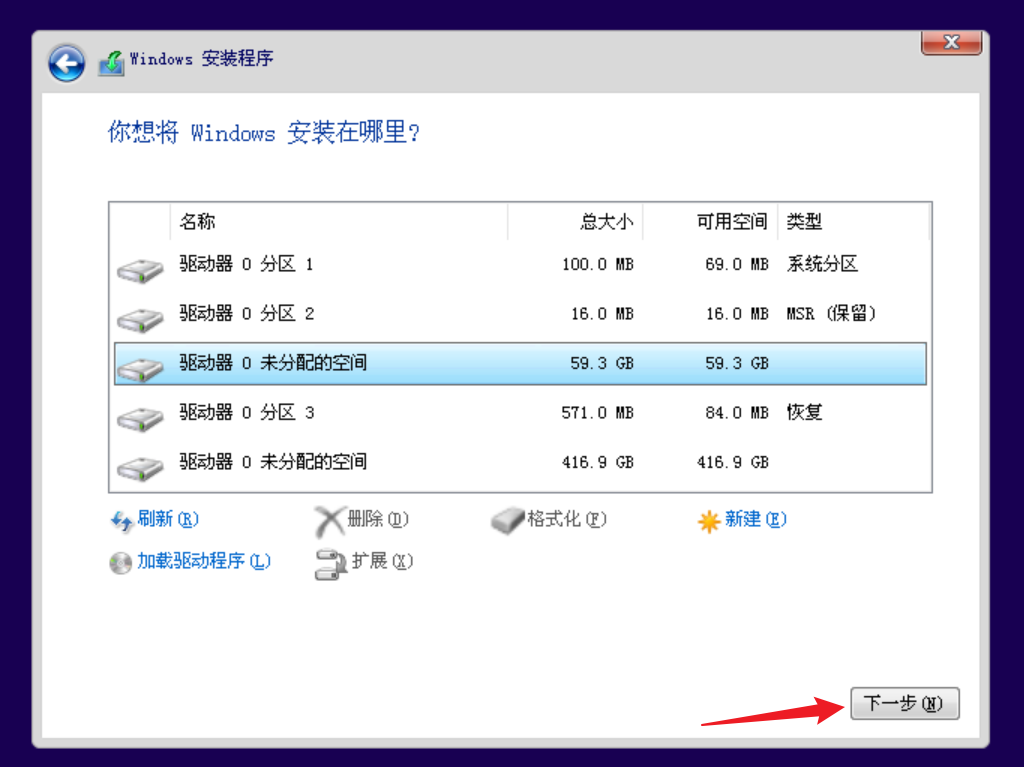 Windows 安装程序
你想将 Windows 安装在哪里?
名称 总大小 可用空间 类型
驱动器 0 分区 1 100.0 MB 69.0 MB 系统分区
驱动器 0 分区 2 16.0 MB 16.0 MB MSR (保留)
驱动器 0 未分配的空间 59.3 GB 59.3 GB
驱动器 0 分区 3 571.0 MB 84.0 MB 恢复
驱动器 0 未分配的空间 416.9 GB 416.9 GB
刷新(R) 删除(D) 格式化(F) 新建(E)
加载驱动程序(L) 扩展(X)
下一步(N)